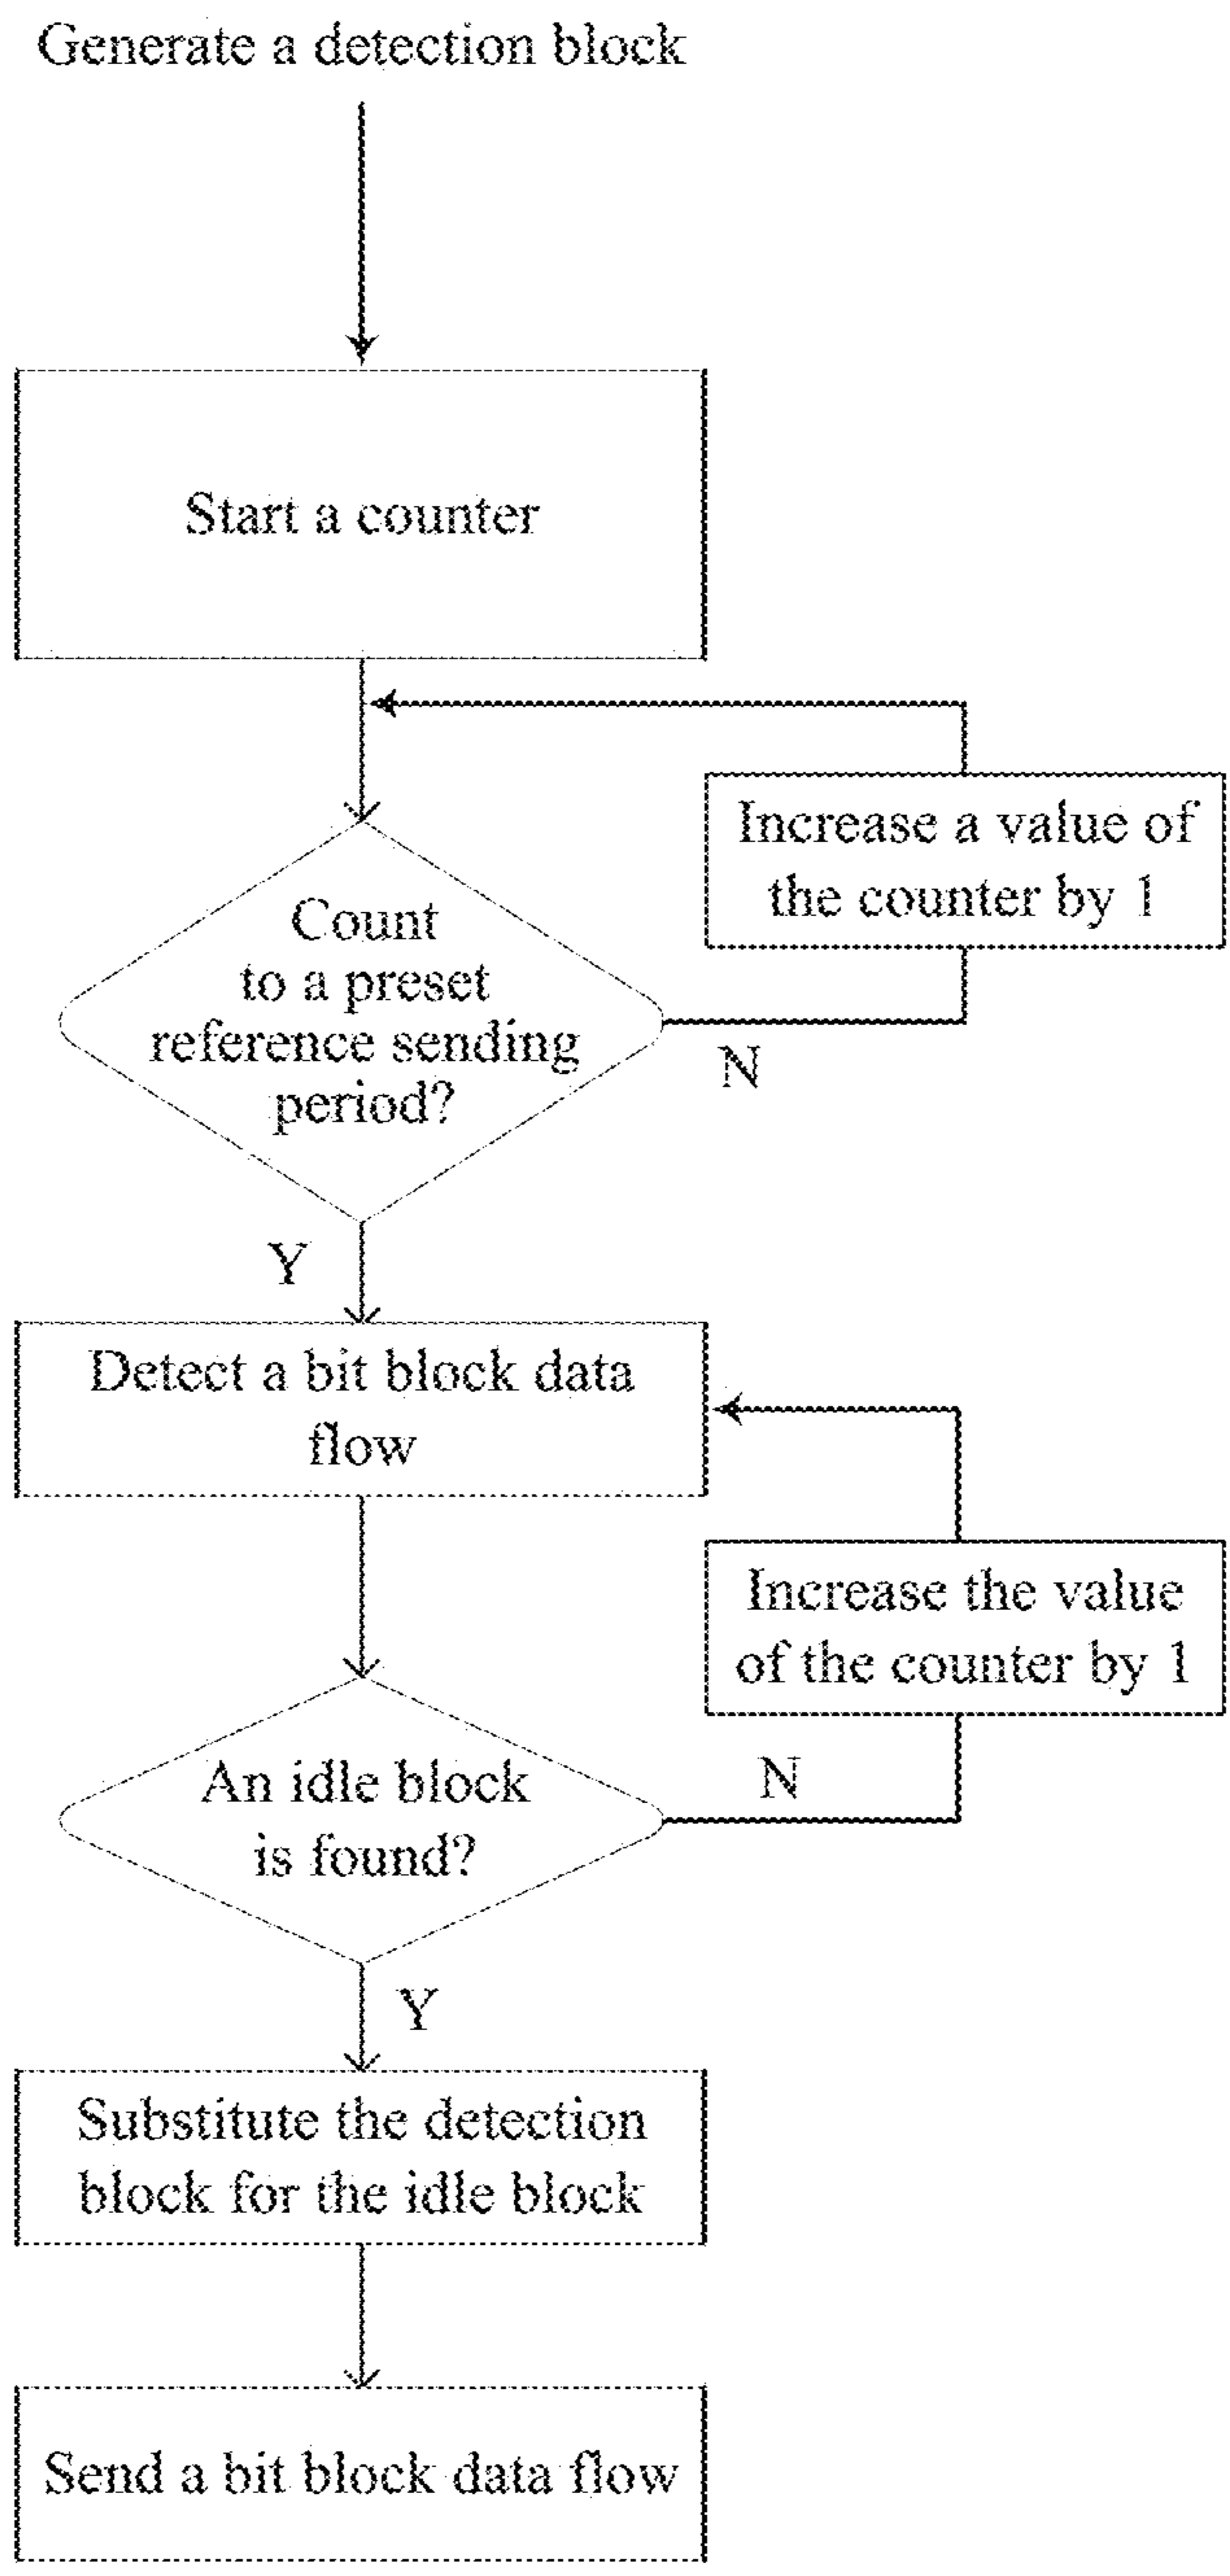 Generate a detection block
Start a counter
Increase a value of
the counter by 1
Count
to a preset
reference sending
period?
N
Y
Detect a bit block data
flow
Increase the value
of the counter by 1
An idle block
is found?
N
Y
Substitute the detection
block for the idle block
Send a bit block data flow